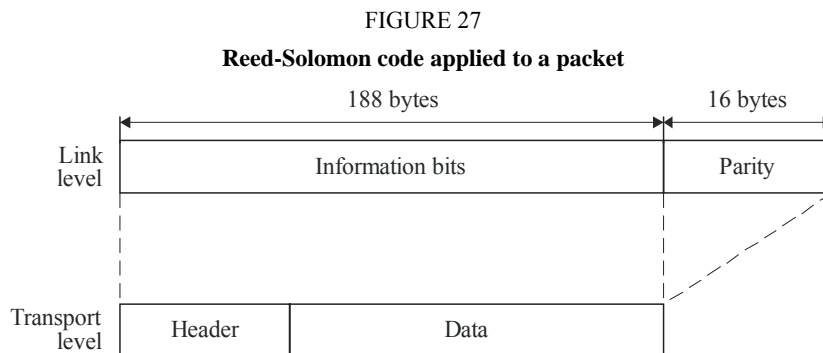 FIGURE 27
Reed-Solomon code applied to a packet
188 bytes
16 bytes
Link
level
Information bits
Parity
Transport
level
Header
Data